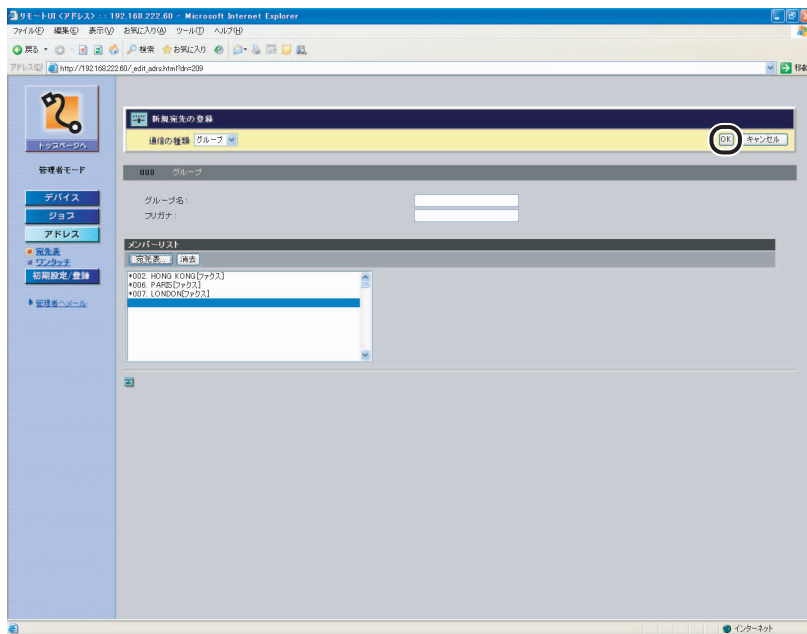 リモートUI <アドレス> : : 192.168.222.60 - Microsoft Internet Explorer
ファイル(F) 編集(E) 表示(V) お気に入り(A) ツール(T) ヘルプ(H)
戻る 検索 お気に入り
アドレス(D) http://192.168.222.60/_edit_adrs.html?dn=209 移動
トップページへ
管理者モード
デバイス
ジョブ
アドレス
宛先表
ワンタッチ
初期設定/登録
管理者へメール
新規宛先の登録
通信の種類 グループ OK キャンセル
008 グループ
グループ名:
フリガナ:
メンバーリスト
宛先表... 消去
*002. HONG KONG[ファクス]
*006. PARIS[ファクス]
*007. LONDON[ファクス]
インターネット